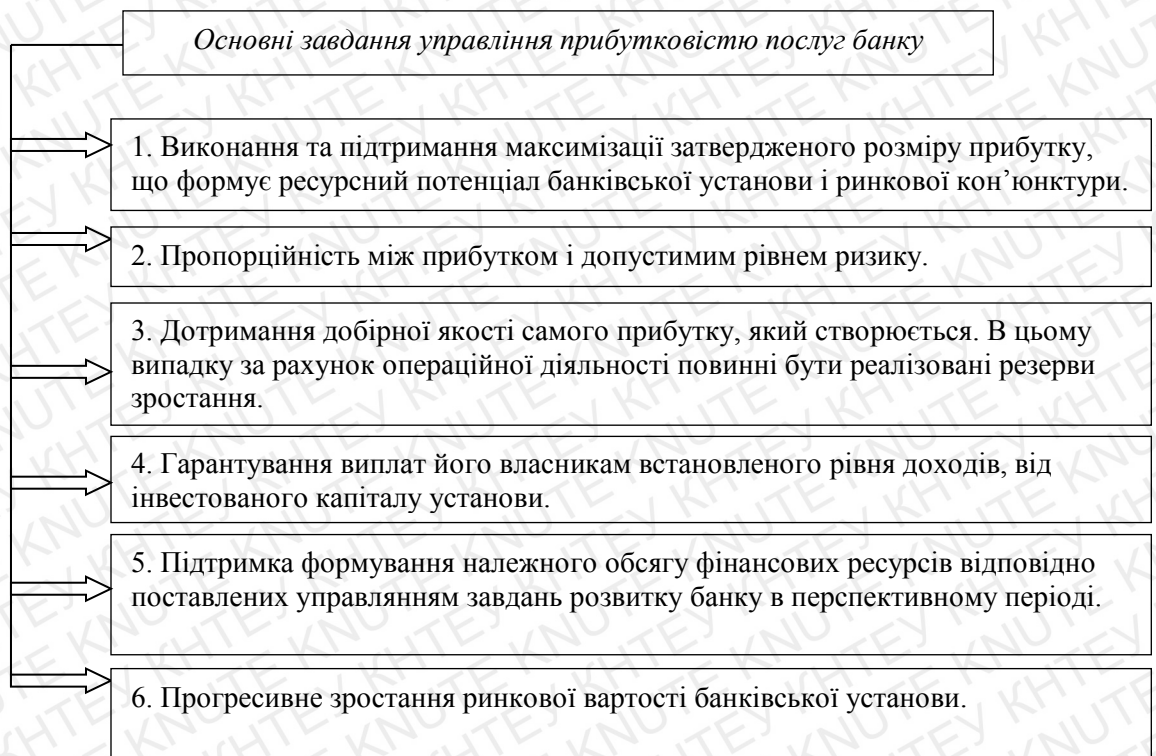 Основні завдання управління прибутковістю послуг банку
1. Виконання та підтримання максимізації затвердженого розміру прибутку,
що формує ресурсний потенціал банківської установи і ринкової кон’юнктури.
2. Пропорційність між прибутком і допустимим рівнем ризику.
3. Дотримання добірної якості самого прибутку, який створюється. В цьому
випадку за рахунок операційної діяльності повинні бути реалізовані резерви
зростання.
4. Гарантування виплат його власникам встановленого рівня доходів, від
інвестованого капіталу установи.
5. Підтримка формування належного обсягу фінансових ресурсів відповідно
поставлених управлянням завдань розвитку банку в перспективному періоді.
6. Прогресивне зростання ринкової вартості банківської установи.